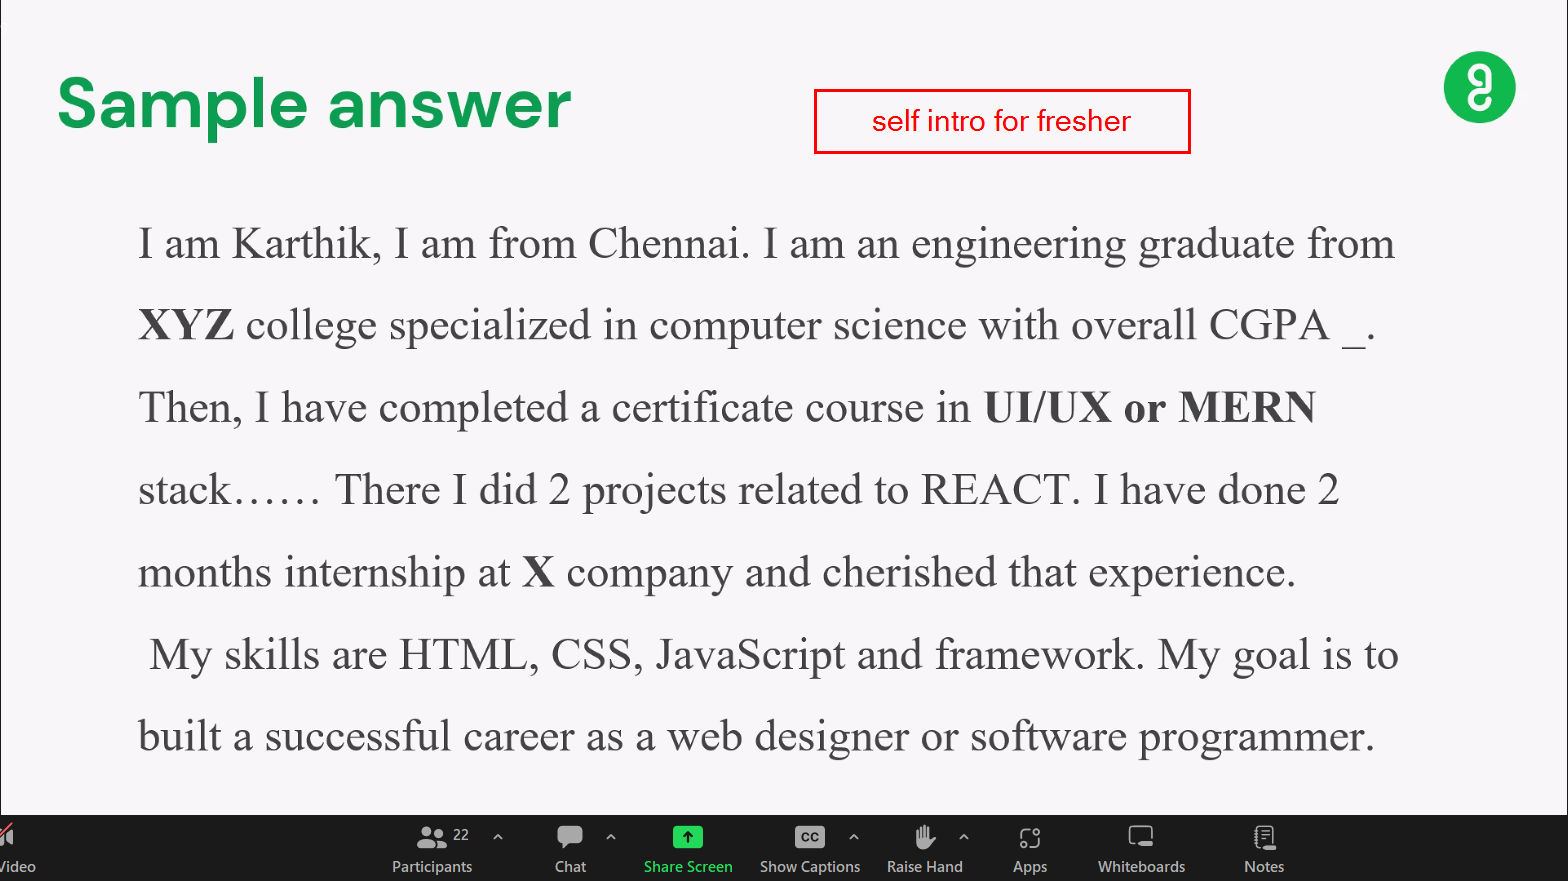 Sample answer
self intro for fresher
I am Karthik, I am from Chennai. I am an engineering graduate from
XYZ college specialized in computer science with overall CGPA _.
Then, I have completed a certificate course in UI/UX or MERN
stack…… There I did 2 projects related to REACT. I have done 2
months internship at X company and cherished that experience.
My skills are HTML, CSS, JavaScript and framework. My goal is to
built a successful career as a web designer or software programmer.
Video
Participants 22
Chat
Share Screen
CC
Show Captions
Raise Hand
Apps
Whiteboards
Notes